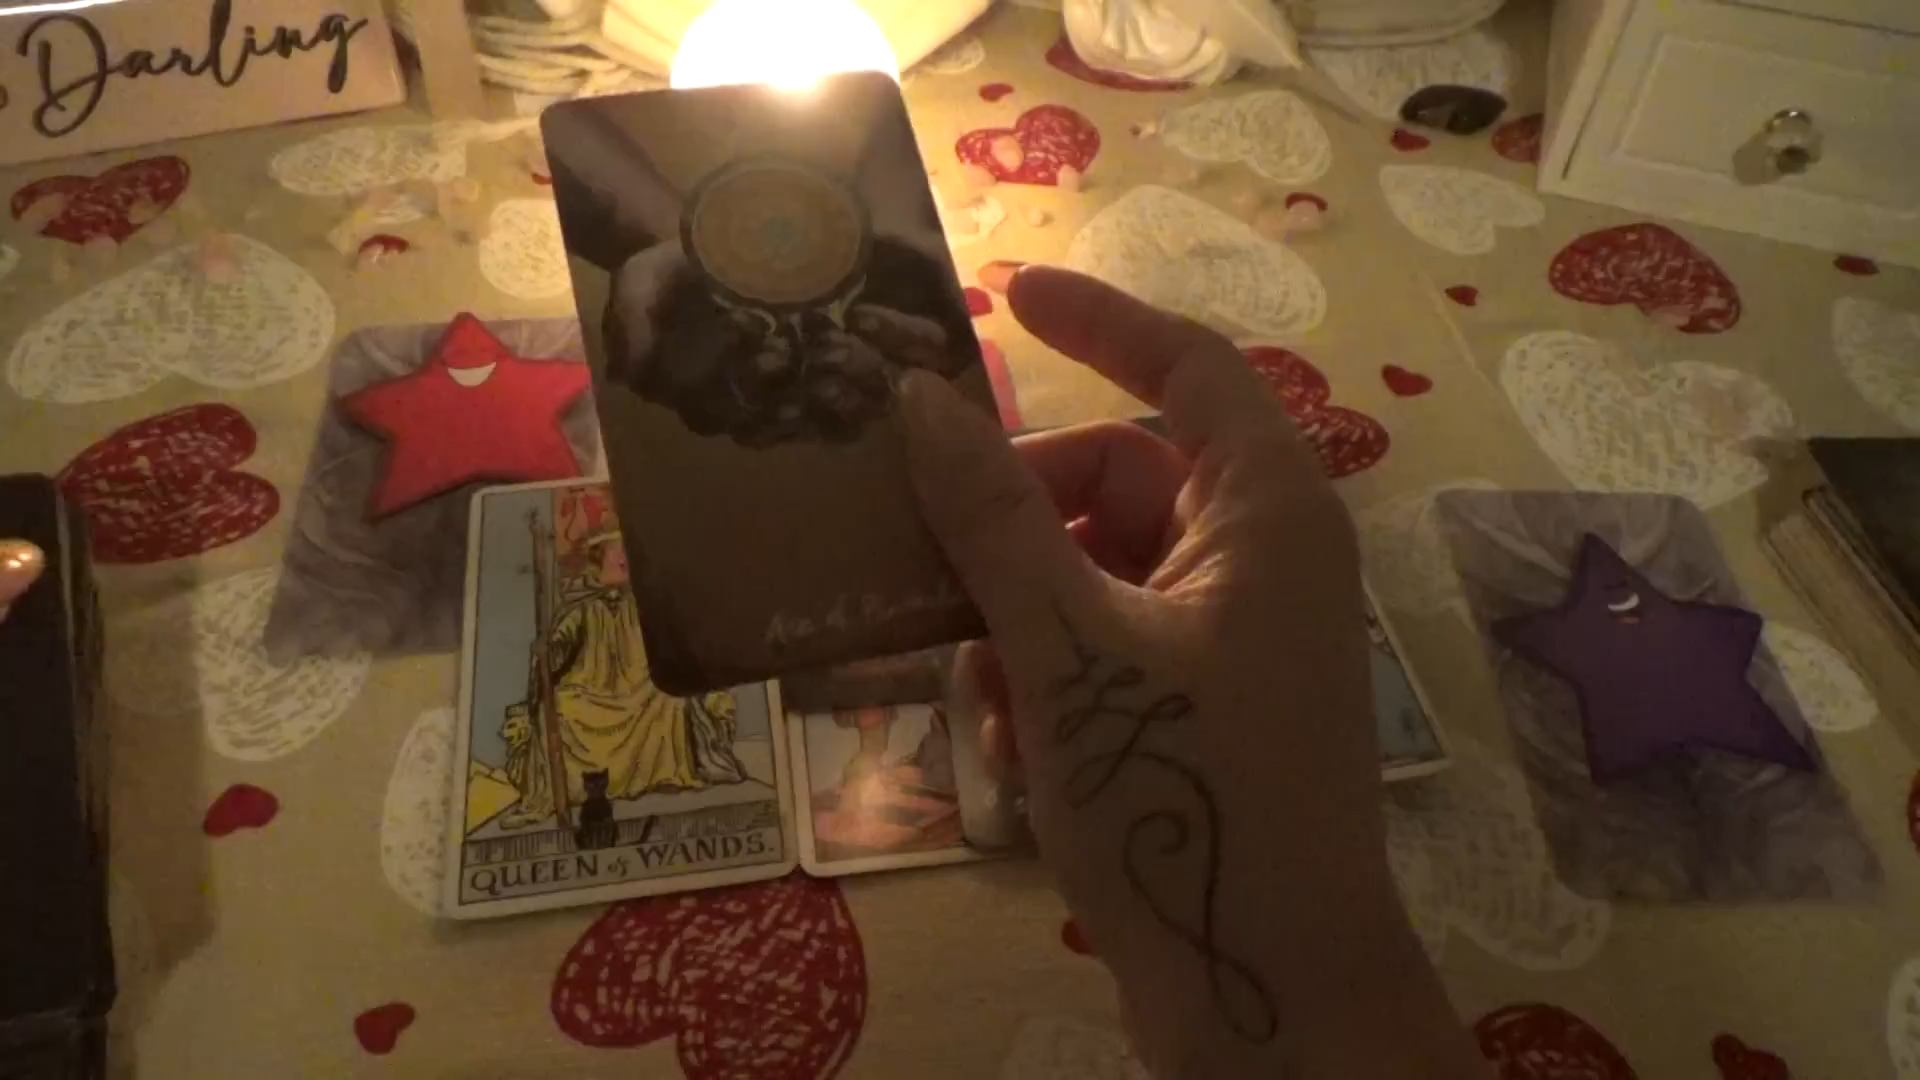 Darling
Ace of Pentacles
QUEEN of WANDS.